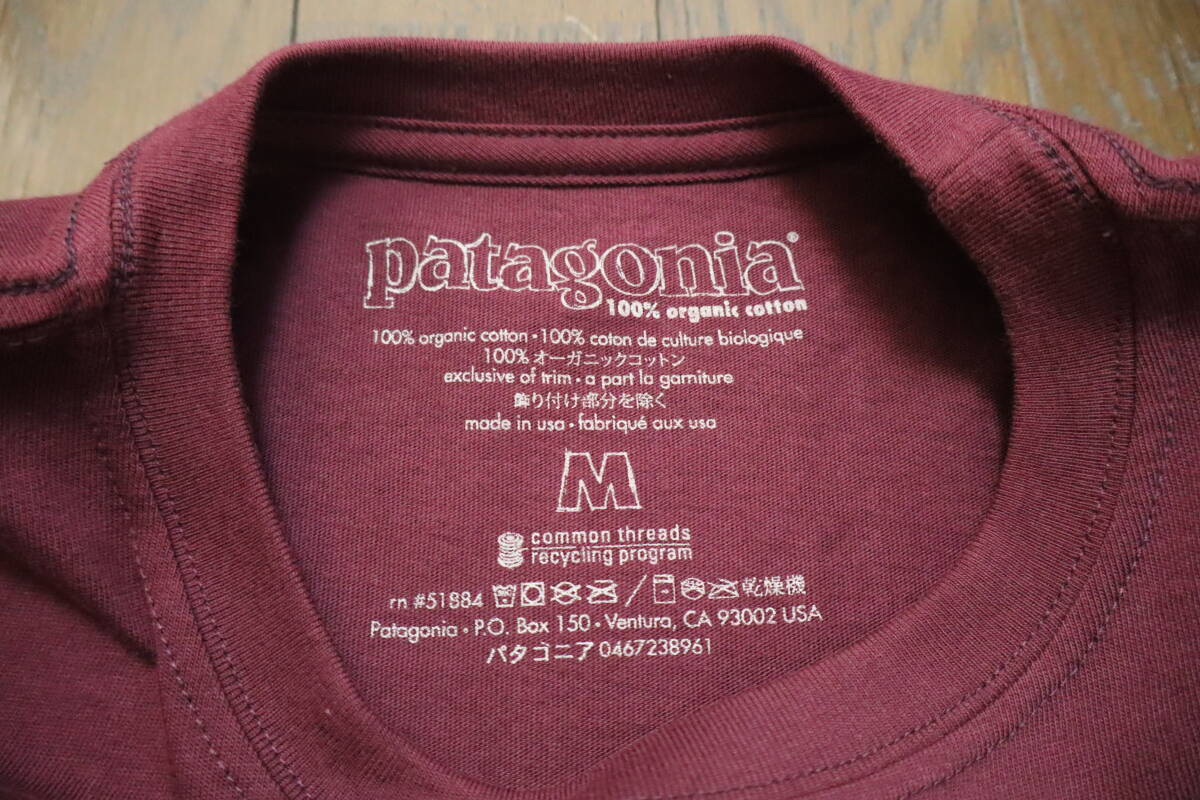 patagonia®
100% organic cotton
100% organic cotton • 100% coton de culture biologique
100% オーガニックコットン
exclusive of trim • a part la garniture
飾り付け部分を除く
made in usa • fabriqué aux usa
M
common threads
recycling program
rn #51884 / 乾燥機
Patagonia • P.O. Box 150 • Ventura, CA 93002 USA
パタゴニア 0467238961